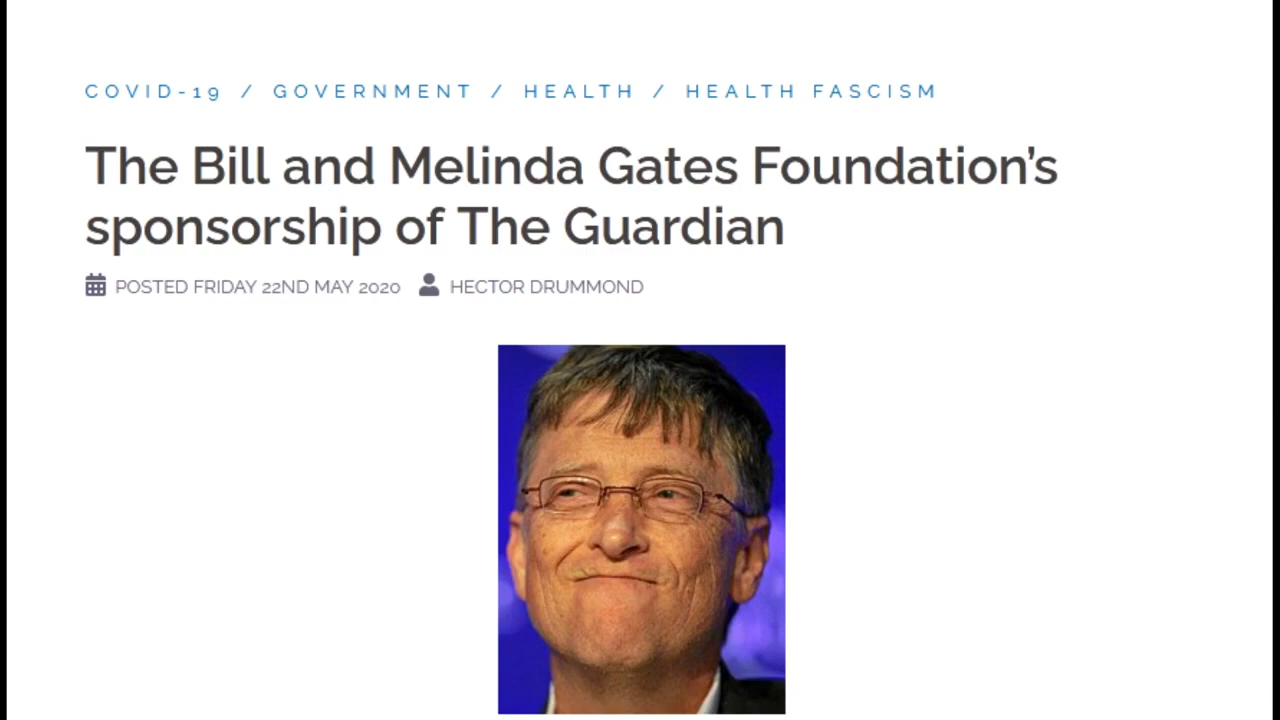 COVID-19 / GOVERNMENT / HEALTH / HEALTH FASCISM
The Bill and Melinda Gates Foundation’s
sponsorship of The Guardian
POSTED FRIDAY 22ND MAY 2020 HECTOR DRUMMOND